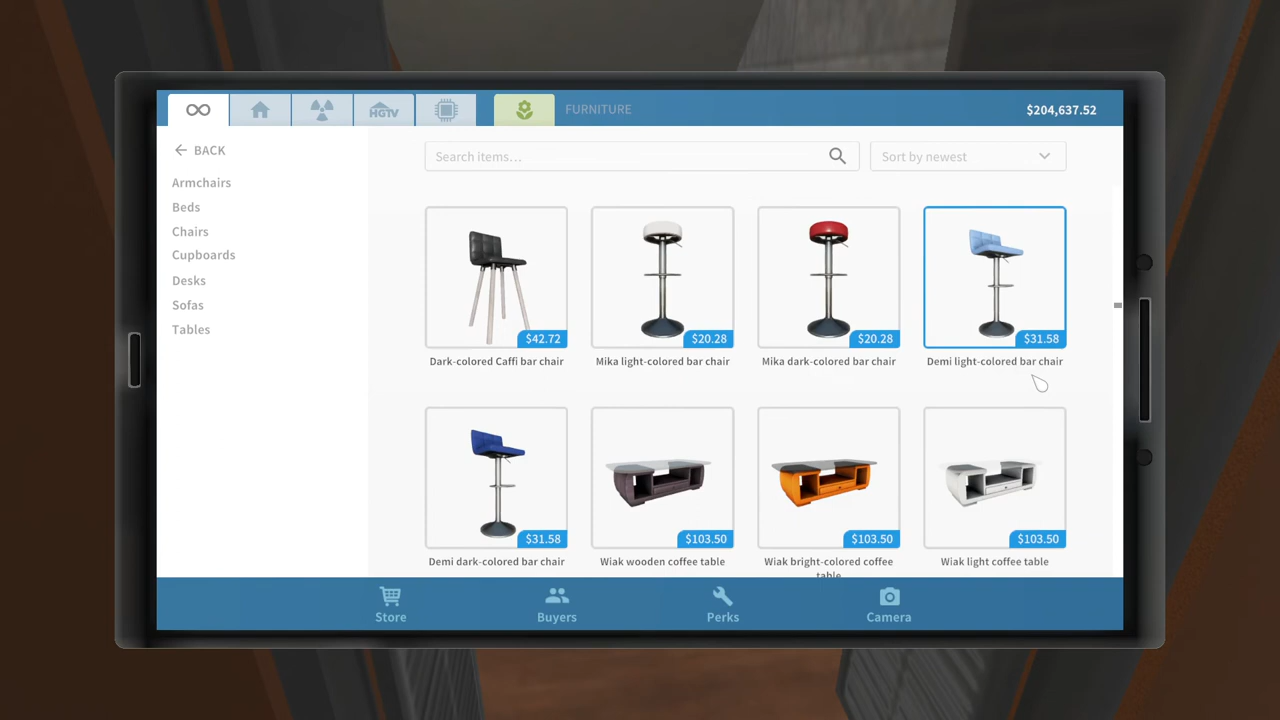 HGTV
FURNITURE
$204,637.52
BACK
Search items...
Sort by newest
Armchairs
Beds
Chairs
Cupboards
Desks
Sofas
Tables
$42.72
$20.28
$20.28
$31.58
Dark-colored Caffi bar chair
Mika light-colored bar chair
Mika dark-colored bar chair
Demi light-colored bar chair
$31.58
$103.50
$103.50
$103.50
Demi dark-colored bar chair
Wiak wooden coffee table
Wiak bright-colored coffee
table
Wiak light coffee table
Store
Buyers
Perks
Camera